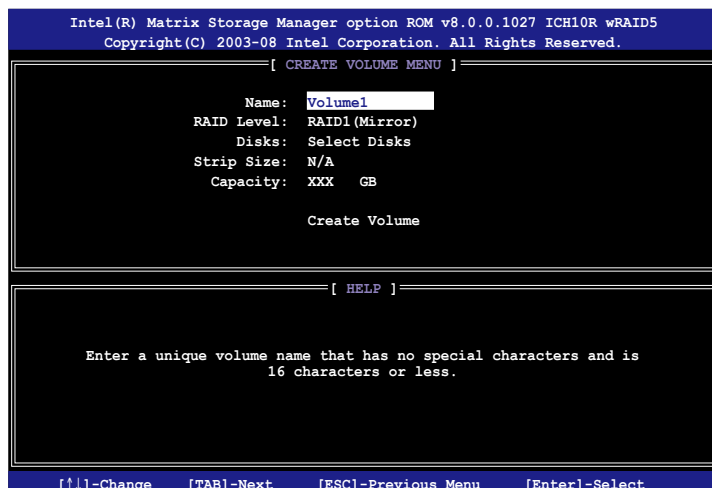 Intel(R) Matrix Storage Manager option ROM v8.0.0.1027 ICH10R wRAID5
Copyright(C) 2003-08 Intel Corporation. All Rights Reserved.
[ CREATE VOLUME MENU ]
Name: Volume1
RAID Level: RAID1(Mirror)
Disks: Select Disks
Strip Size: N/A
Capacity: XXX GB
Create Volume
[ HELP ]
Enter a unique volume name that has no special characters and is
16 characters or less.
[↑↓]-Change [TAB]-Next [ESC]-Previous Menu [Enter]-Select